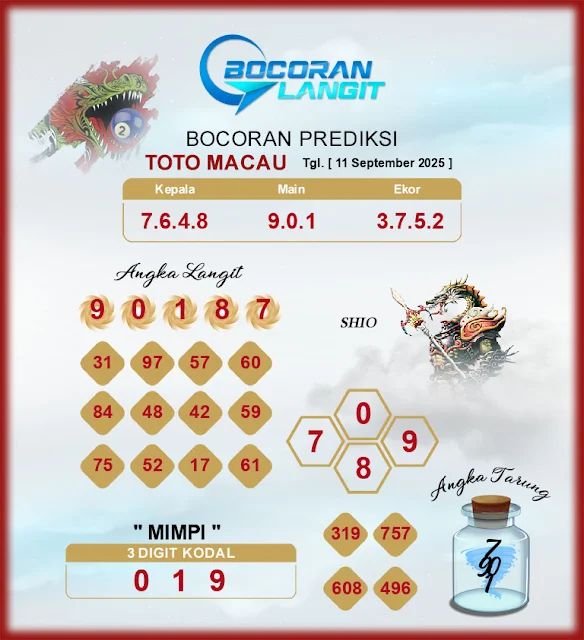 BOCORAN
LANGIT
2
BOCORAN PREDIKSI
TOTO MACAU Tgl. [ 11 September 2025 ]
Kepala Main Ekor
7.6.4.8 9.0.1 3.7.5.2
Angka Langit
9 0 1 8 7
SHIO
31 97 57 60
84 48 42 59
75 52 17 61
0
7 9
8
Angka Tarung
" MIMPI "
3 DIGIT KODAL
0 1 9
319 757
608 496